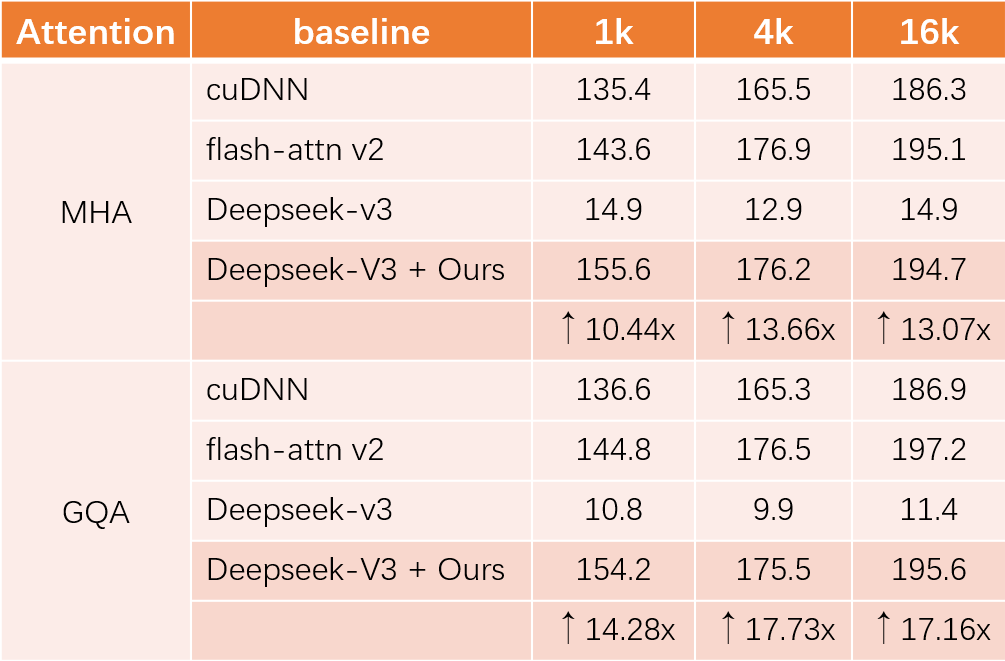 Attention baseline 1k 4k 16k
MHA
cuDNN 135.4 165.5 186.3
flash-attn v2 143.6 176.9 195.1
Deepseek-v3 14.9 12.9 14.9
Deepseek-V3 + Ours 155.6 176.2 194.7
↑ 10.44x ↑ 13.66x ↑ 13.07x
GQA
cuDNN 136.6 165.3 186.9
flash-attn v2 144.8 176.5 197.2
Deepseek-v3 10.8 9.9 11.4
Deepseek-V3 + Ours 154.2 175.5 195.6
↑ 14.28x ↑ 17.73x ↑ 17.16x